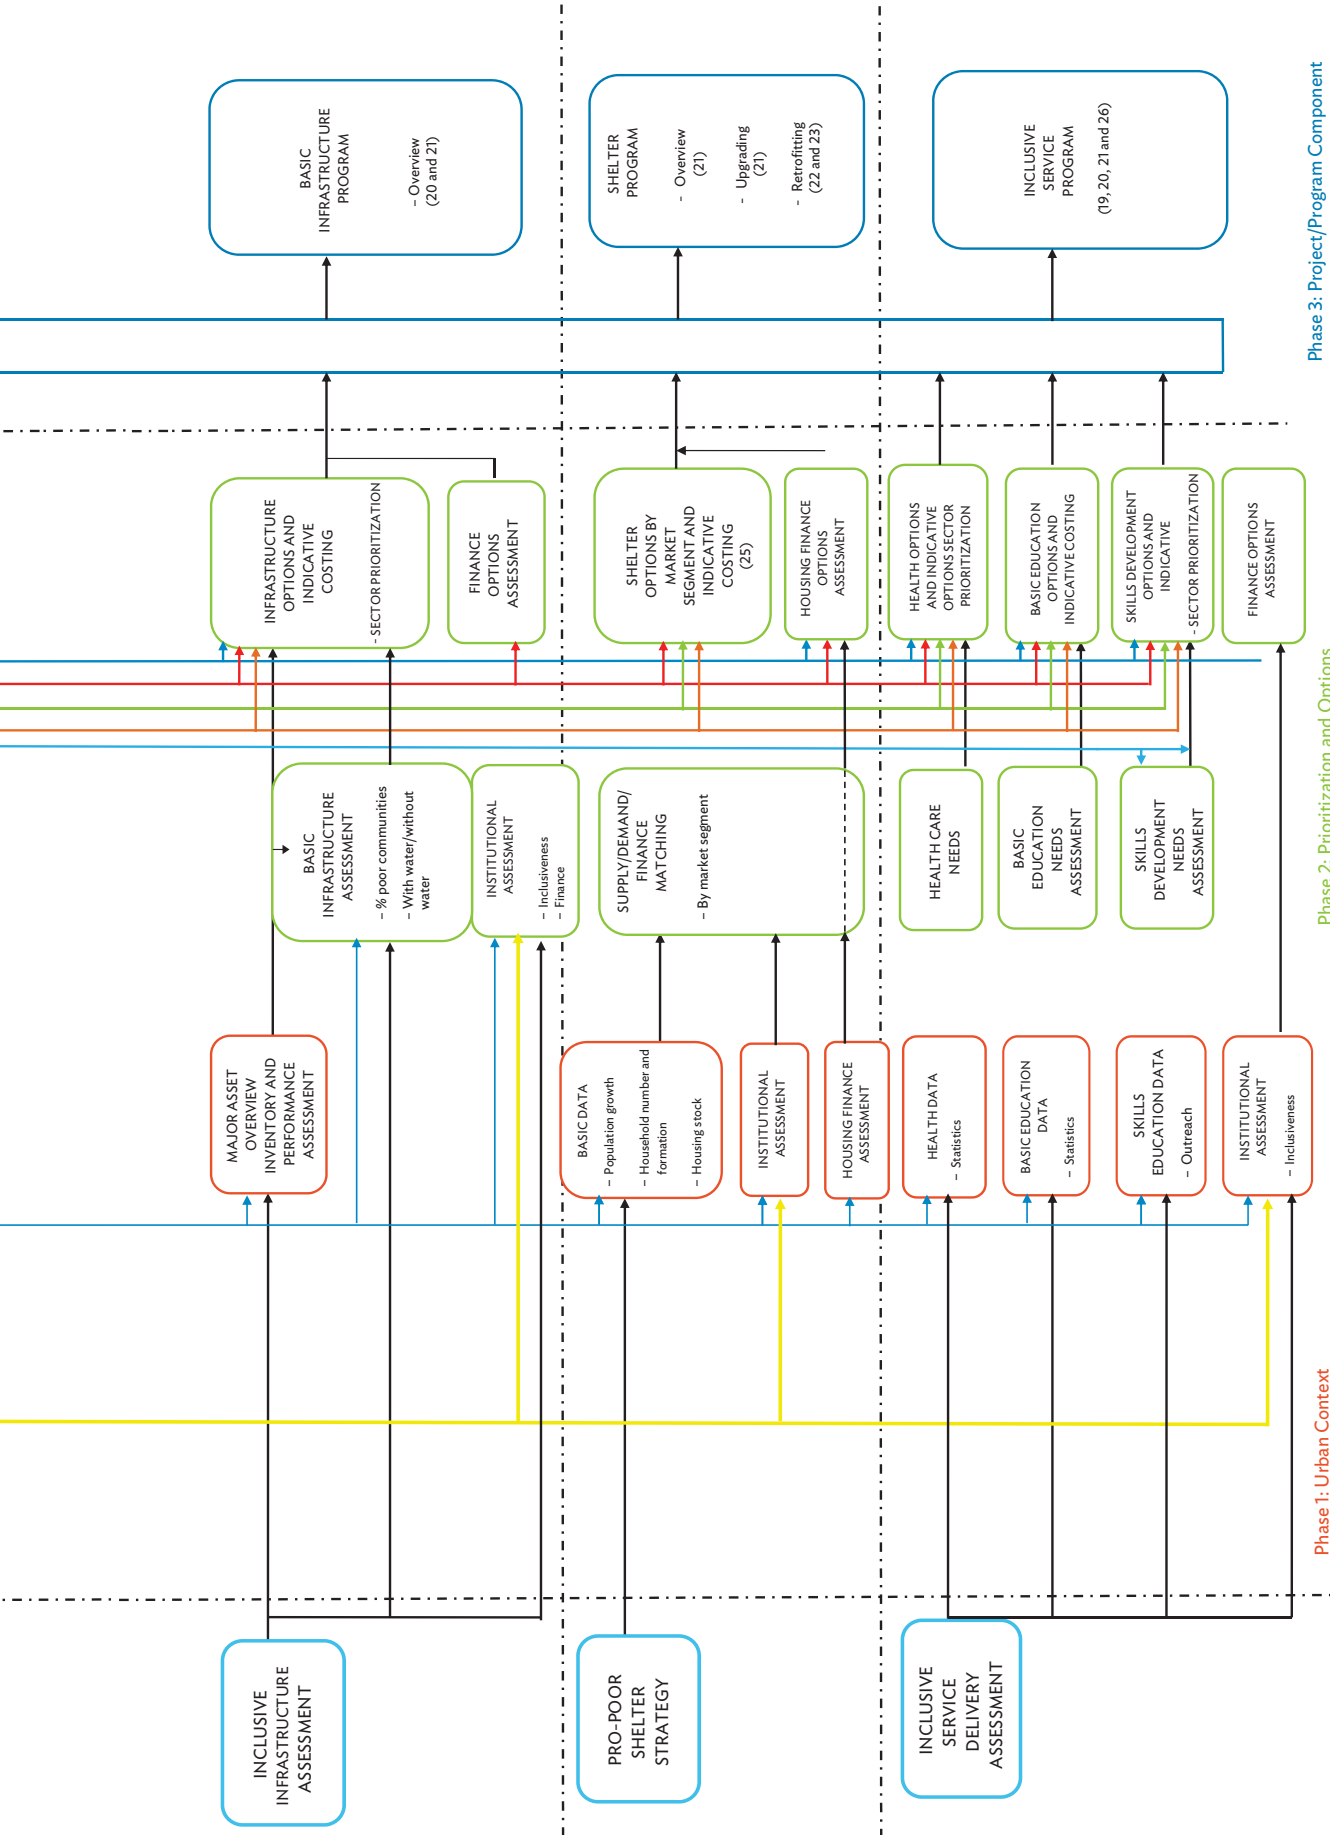 INCLUSIVE
INFRASTRUCTURE
ASSESSMENT
MAJOR ASSET
OVERVIEW
INVENTORY AND
PERFORMANCE
ASSESSMENT
BASIC
INFRASTRUCTURE
ASSESSMENT
– % poor communities
– With water/without
water
INSTITUTIONAL
ASSESSMENT
– Inclusiveness
– Finance
INFRASTRUCTURE
OPTIONS AND
INDICATIVE
COSTING
- SECTOR PRIORITIZATION
FINANCE
OPTIONS
ASSESSMENT
BASIC
INFRASTRUCTURE
PROGRAM
– Overview
(20 and 21)
PRO-POOR
SHELTER
STRATEGY
BASIC DATA
– Population growth
– Household number and
formation
– Housing stock
INSTITUTIONAL
ASSESSMENT
HOUSING FINANCE
ASSESSMENT
SUPPLY/DEMAND/
FINANCE
MATCHING
– By market segment
SHELTER
OPTIONS BY
MARKET
SEGMENT AND
INDICATIVE
COSTING
(25)
HOUSING FINANCE
OPTIONS
ASSESSMENT
SHELTER
PROGRAM
- Overview
(21)
- Upgrading
(21)
- Retrofitting
(22 and 23)
INCLUSIVE
SERVICE
DELIVERY
ASSESSMENT
HEALTH DATA
– Statistics
BASIC EDUCATION
DATA
– Statistics
SKILLS
EDUCATION DATA
– Outreach
INSTITUTIONAL
ASSESSMENT
– Inclusiveness
HEALTH CARE
NEEDS
BASIC
EDUCATION
NEEDS
ASSESSMENT
SKILLS
DEVELOPMENT
NEEDS
ASSESSMENT
HEALTH OPTIONS
AND INDICATIVE
OPTIONS SECTOR
PRIORITIZATION
BASIC EDUCATION
OPTIONS AND
INDICATIVE COSTING
SKILLS DEVELOPMENT
OPTIONS AND
INDICATIVE
- SECTOR PRIORITIZATION
FINANCE OPTIONS
ASSESSMENT
INCLUSIVE
SERVICE
PROGRAM
(19, 20, 21 and 26)
Phase 1: Urban Context
Phase 2: Prioritization and Options
Phase 3: Project/Program Component